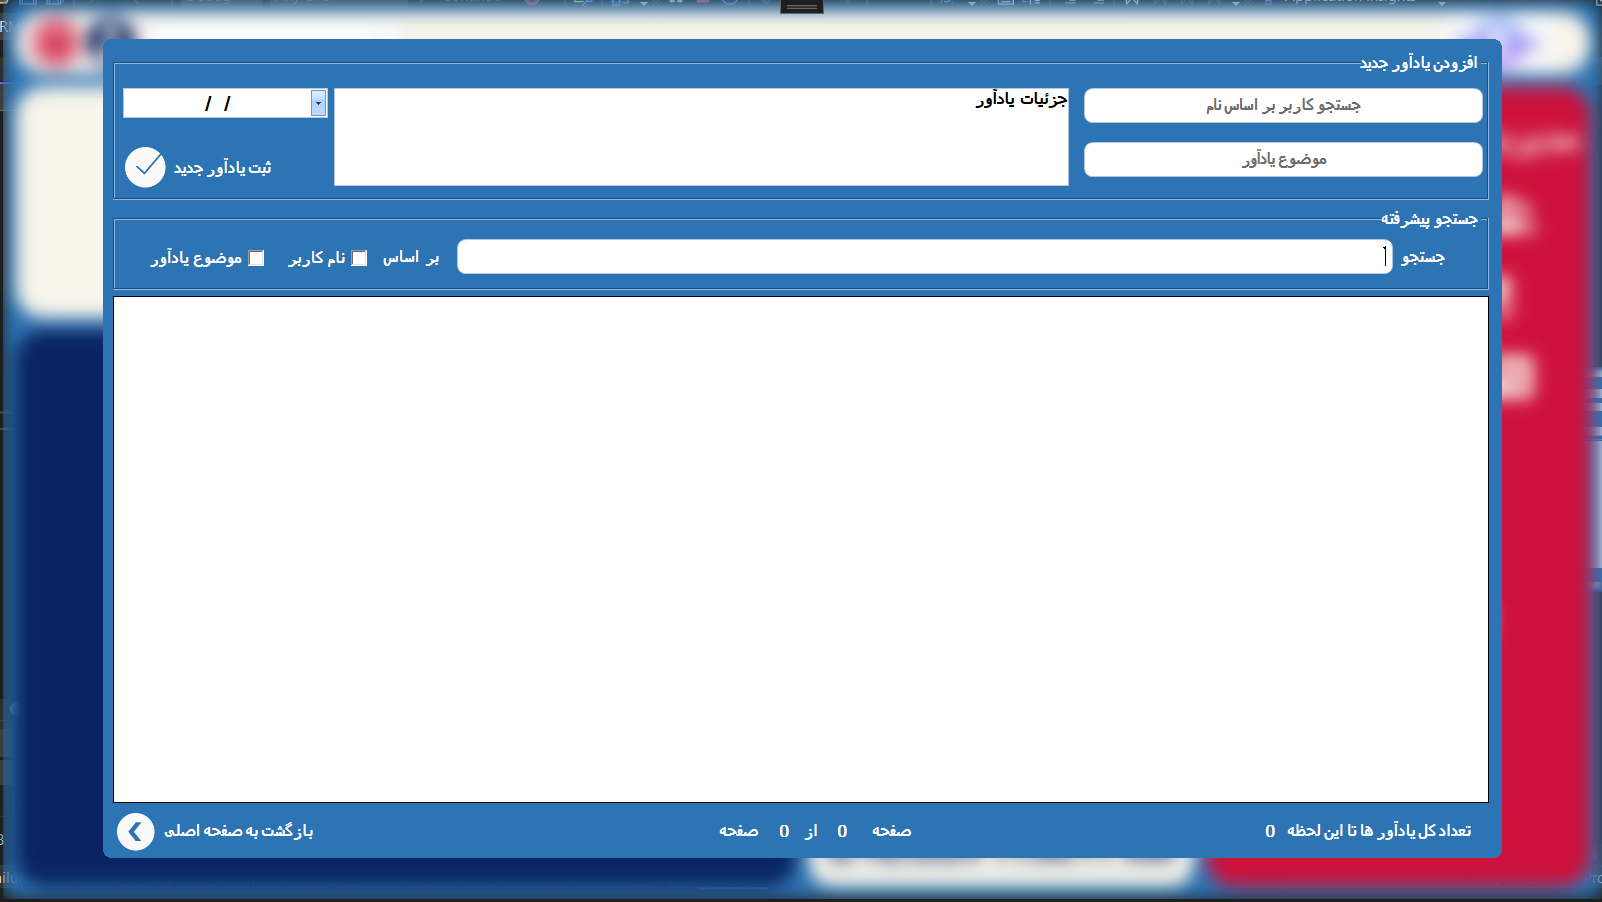 افزودن یادآور جدید
جستجو کاربر بر اساس نام
جزئیات یادآور
/ /
موضوع یادآور
ثبت یادآور جدید
جستجو پیشرفته
جستجو
بر اساس نام کاربر موضوع یادآور
تعداد کل یادآور ها تا این لحظه 0
صفحه 0 از 0 صفحه
بازگشت به صفحه اصلی